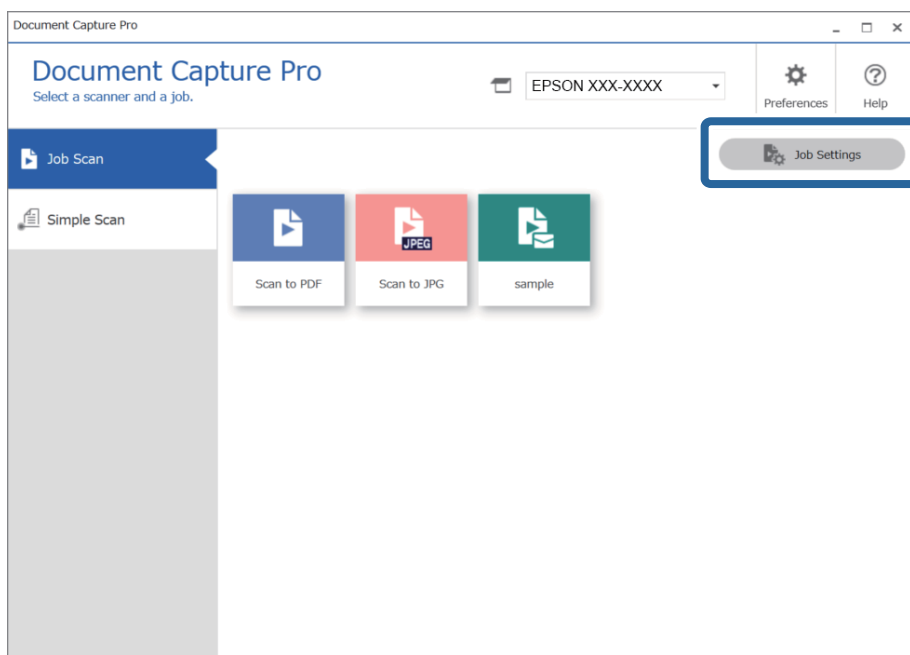 Document Capture Pro
Document Capture Pro
Select a scanner and a job.
EPSON XXX-XXXX
Preferences
Help
Job Scan
Job Settings
Simple Scan
JPEG
Scan to PDF
Scan to JPG
sample